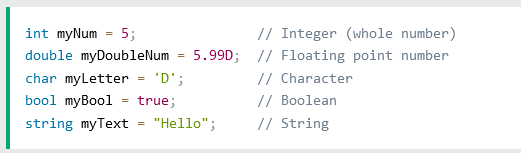 int myNum = 5;               // Integer (whole number)
double myDoubleNum = 5.99D;  // Floating point number
char myLetter = 'D';         // Character
bool myBool = true;          // Boolean
string myText = "Hello";     // String